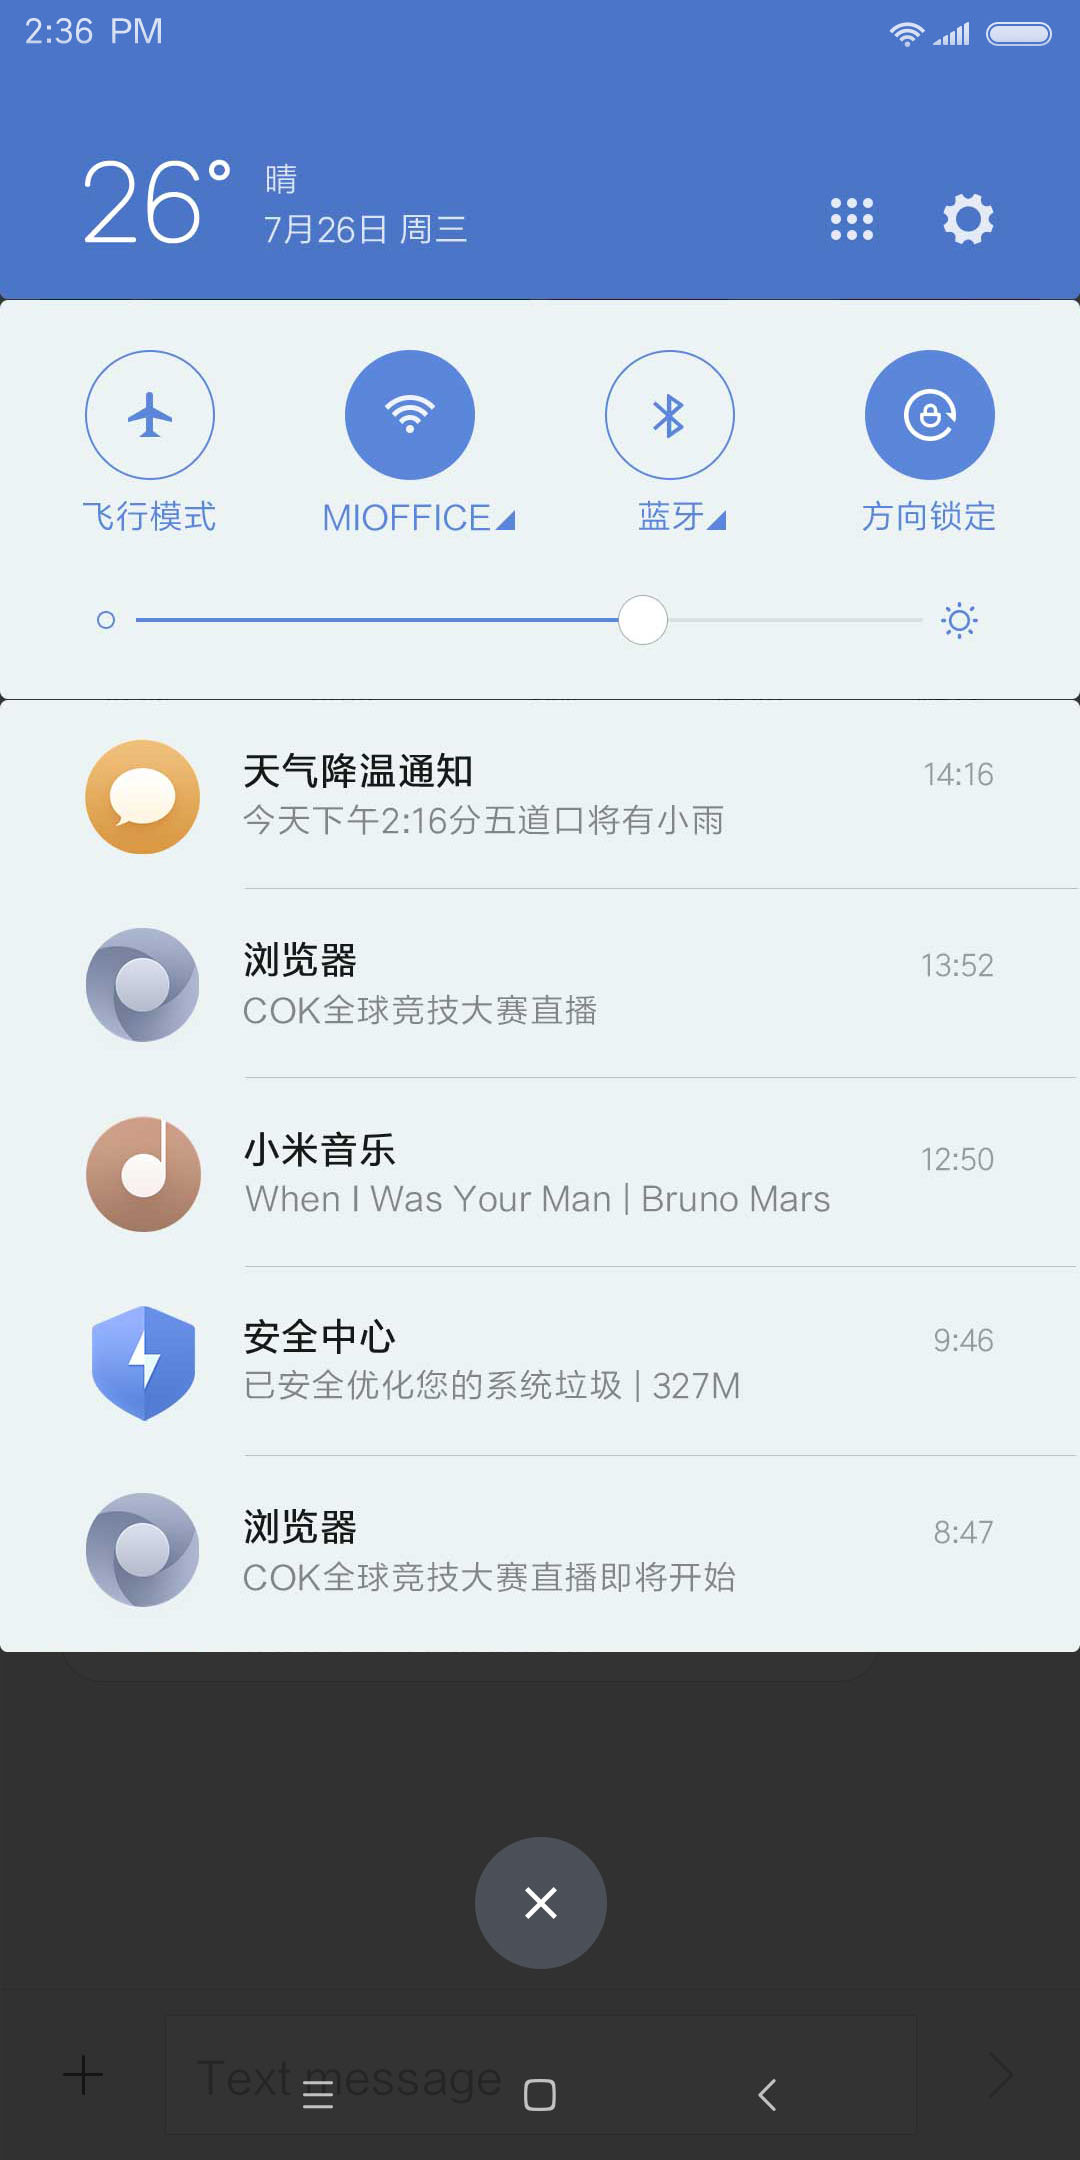 2:36 PM
26°
晴
7月26日 周三
飞行模式
MIOFFICE
蓝牙
方向锁定
天气降温通知
14:16
今天下午2:16分五道口将有小雨
浏览器
13:52
COK全球竞技大赛直播
小米音乐
12:50
When I Was Your Man | Bruno Mars
安全中心
9:46
已安全优化您的系统垃圾 | 327M
浏览器
8:47
COK全球竞技大赛直播即将开始
Text message